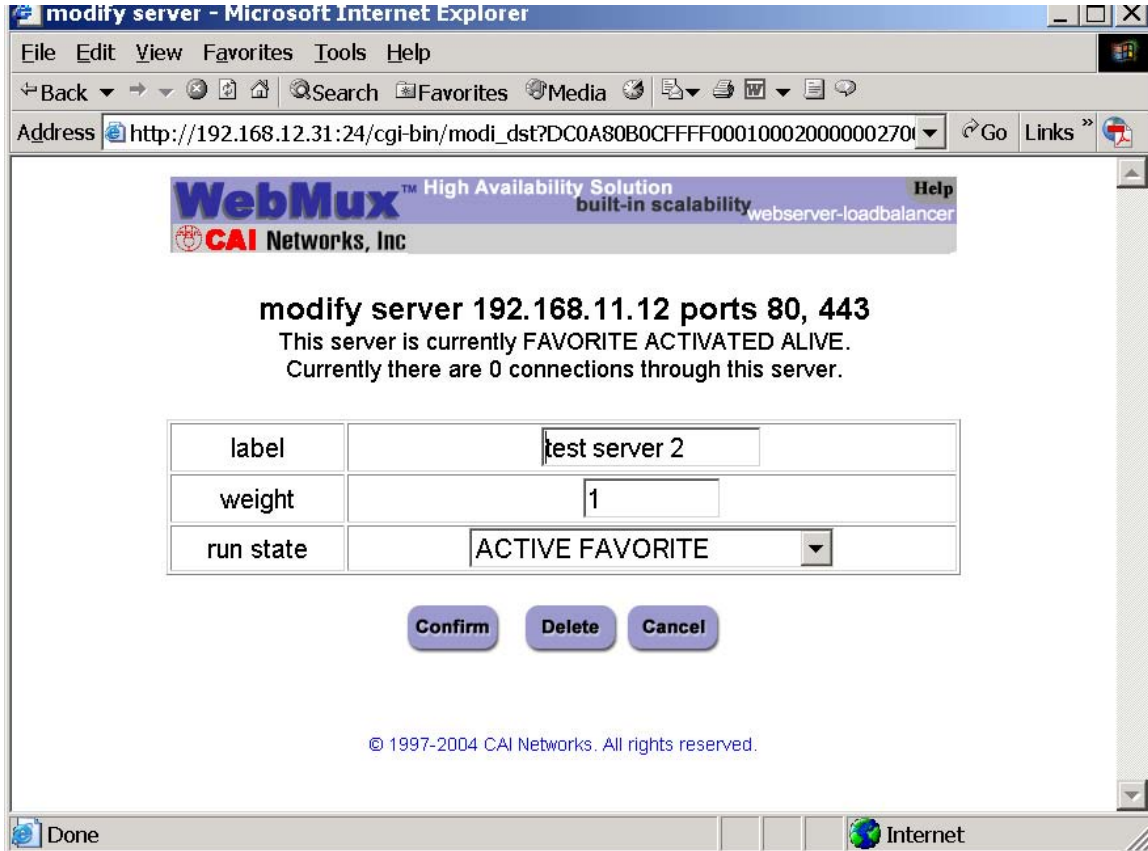 modify server - Microsoft Internet Explorer
File Edit View Favorites Tools Help
Back Search Favorites Media
Address http://192.168.12.31:24/cgi-bin/modi_dst?DC0A80B0CFFFF00010002000000270 Go Links »
WebMux™ High Availability Solution Help
built-in scalability webserver-loadbalancer
CAI Networks, Inc
modify server 192.168.11.12 ports 80, 443
This server is currently FAVORITE ACTIVATED ALIVE.
Currently there are 0 connections through this server.
label test server 2
weight 1
run state ACTIVE FAVORITE
Confirm Delete Cancel
© 1997-2004 CAI Networks. All rights reserved.
Done Internet